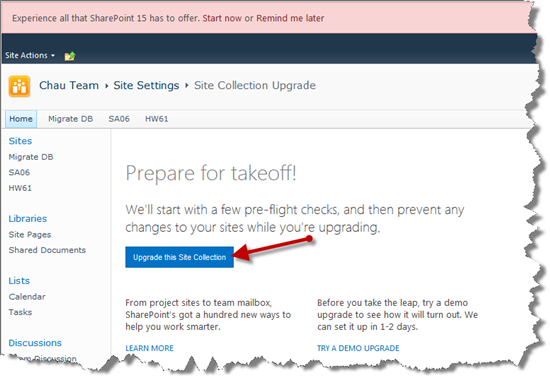 Experience all that SharePoint 15 has to offer. Start now or Remind me later
Site Actions
Chau Team ▸ Site Settings ▸ Site Collection Upgrade
Home Migrate DB SA06 HW61
Sites
Migrate DB
SA06
HW61
Libraries
Site Pages
Shared Documents
Lists
Calendar
Tasks
Discussions
Discussion
Prepare for takeoff!
We'll start with a few pre-flight checks, and then prevent any
changes to your sites while you're upgrading.
Upgrade this Site Collection
From project sites to team mailbox,
SharePoint's got a hundred new ways to
help you work smarter.
LEARN MORE
Before you take the leap, try a demo
upgrade to see how it will turn out. We
can set it up in 1-2 days.
TRY A DEMO UPGRADE